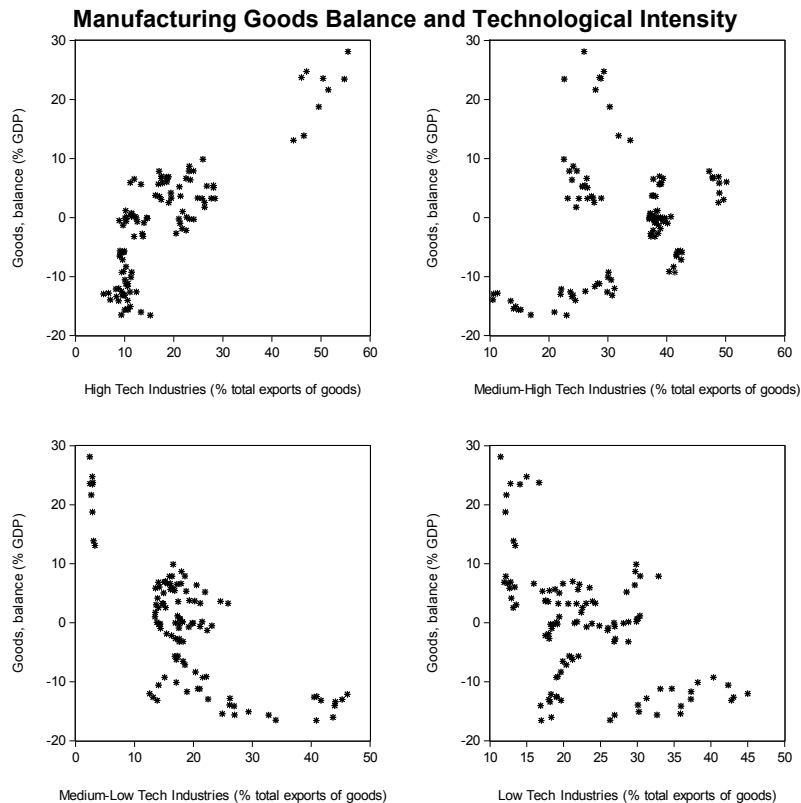 Manufacturing Goods Balance and Technological Intensity
30
20
10
0
-10
-20
Goods, balance (% GDP)
0 10 20 30 40 50 60
High Tech Industries (% total exports of goods)
30
20
10
0
-10
-20
Goods, balance (% GDP)
10 20 30 40 50 60
Medium-High Tech Industries (% total exports of goods)
30
20
10
0
-10
-20
Goods, balance (% GDP)
0 10 20 30 40 50
Medium-Low Tech Industries (% total exports of goods)
30
20
10
0
-10
-20
Goods, balance (% GDP)
10 15 20 25 30 35 40 45 50
Low Tech Industries (% total exports of goods)